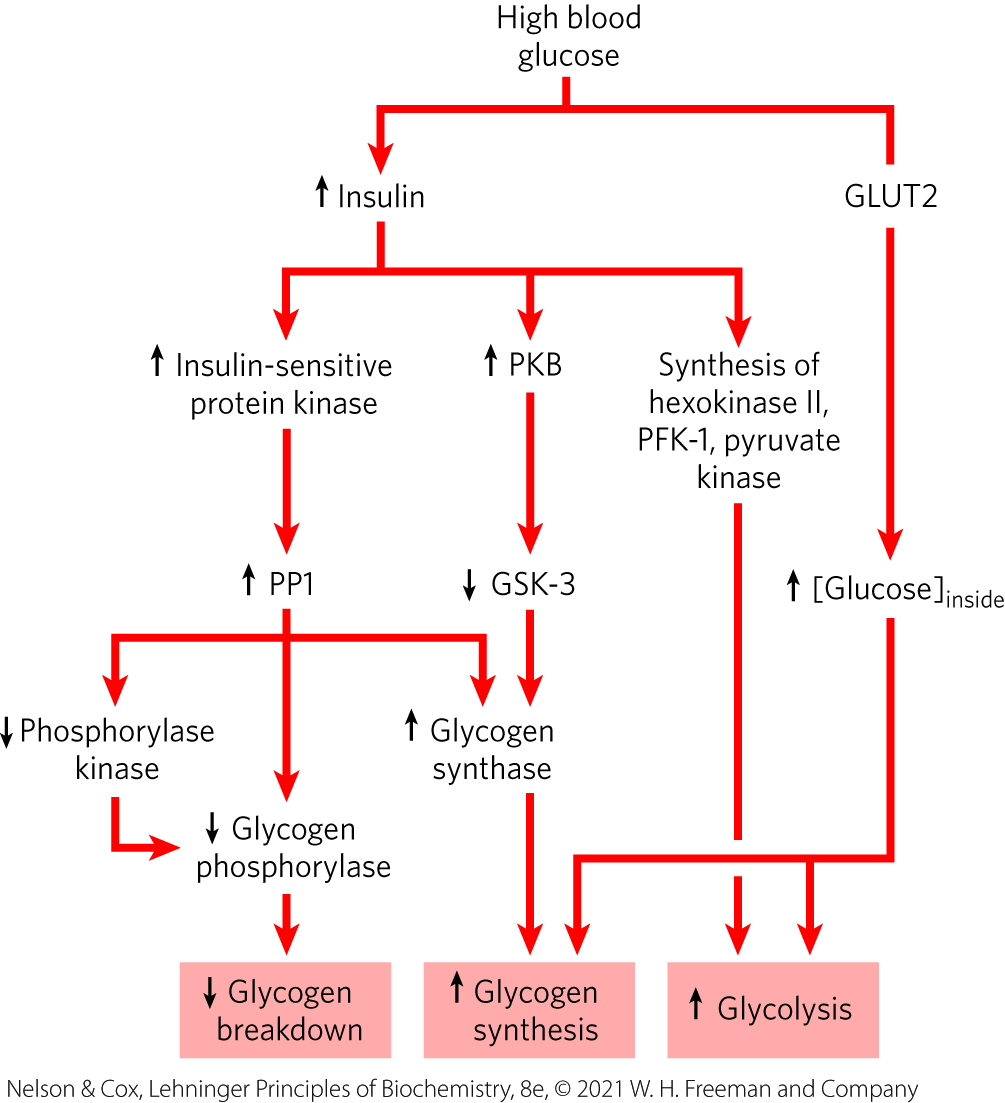 High blood
glucose
↑ Insulin
GLUT2
↑ Insulin-sensitive
protein kinase
↑ PKB
Synthesis of
hexokinase II,
PFK-1, pyruvate
kinase
↑ PP1
↓ GSK-3
↑ [Glucose]inside
↓ Phosphorylase
kinase
↑ Glycogen
synthase
↓ Glycogen
phosphorylase
↓ Glycogen
breakdown
↑ Glycogen
synthesis
↑ Glycolysis
Nelson & Cox, Lehninger Principles of Biochemistry, 8e, © 2021 W. H. Freeman and Company